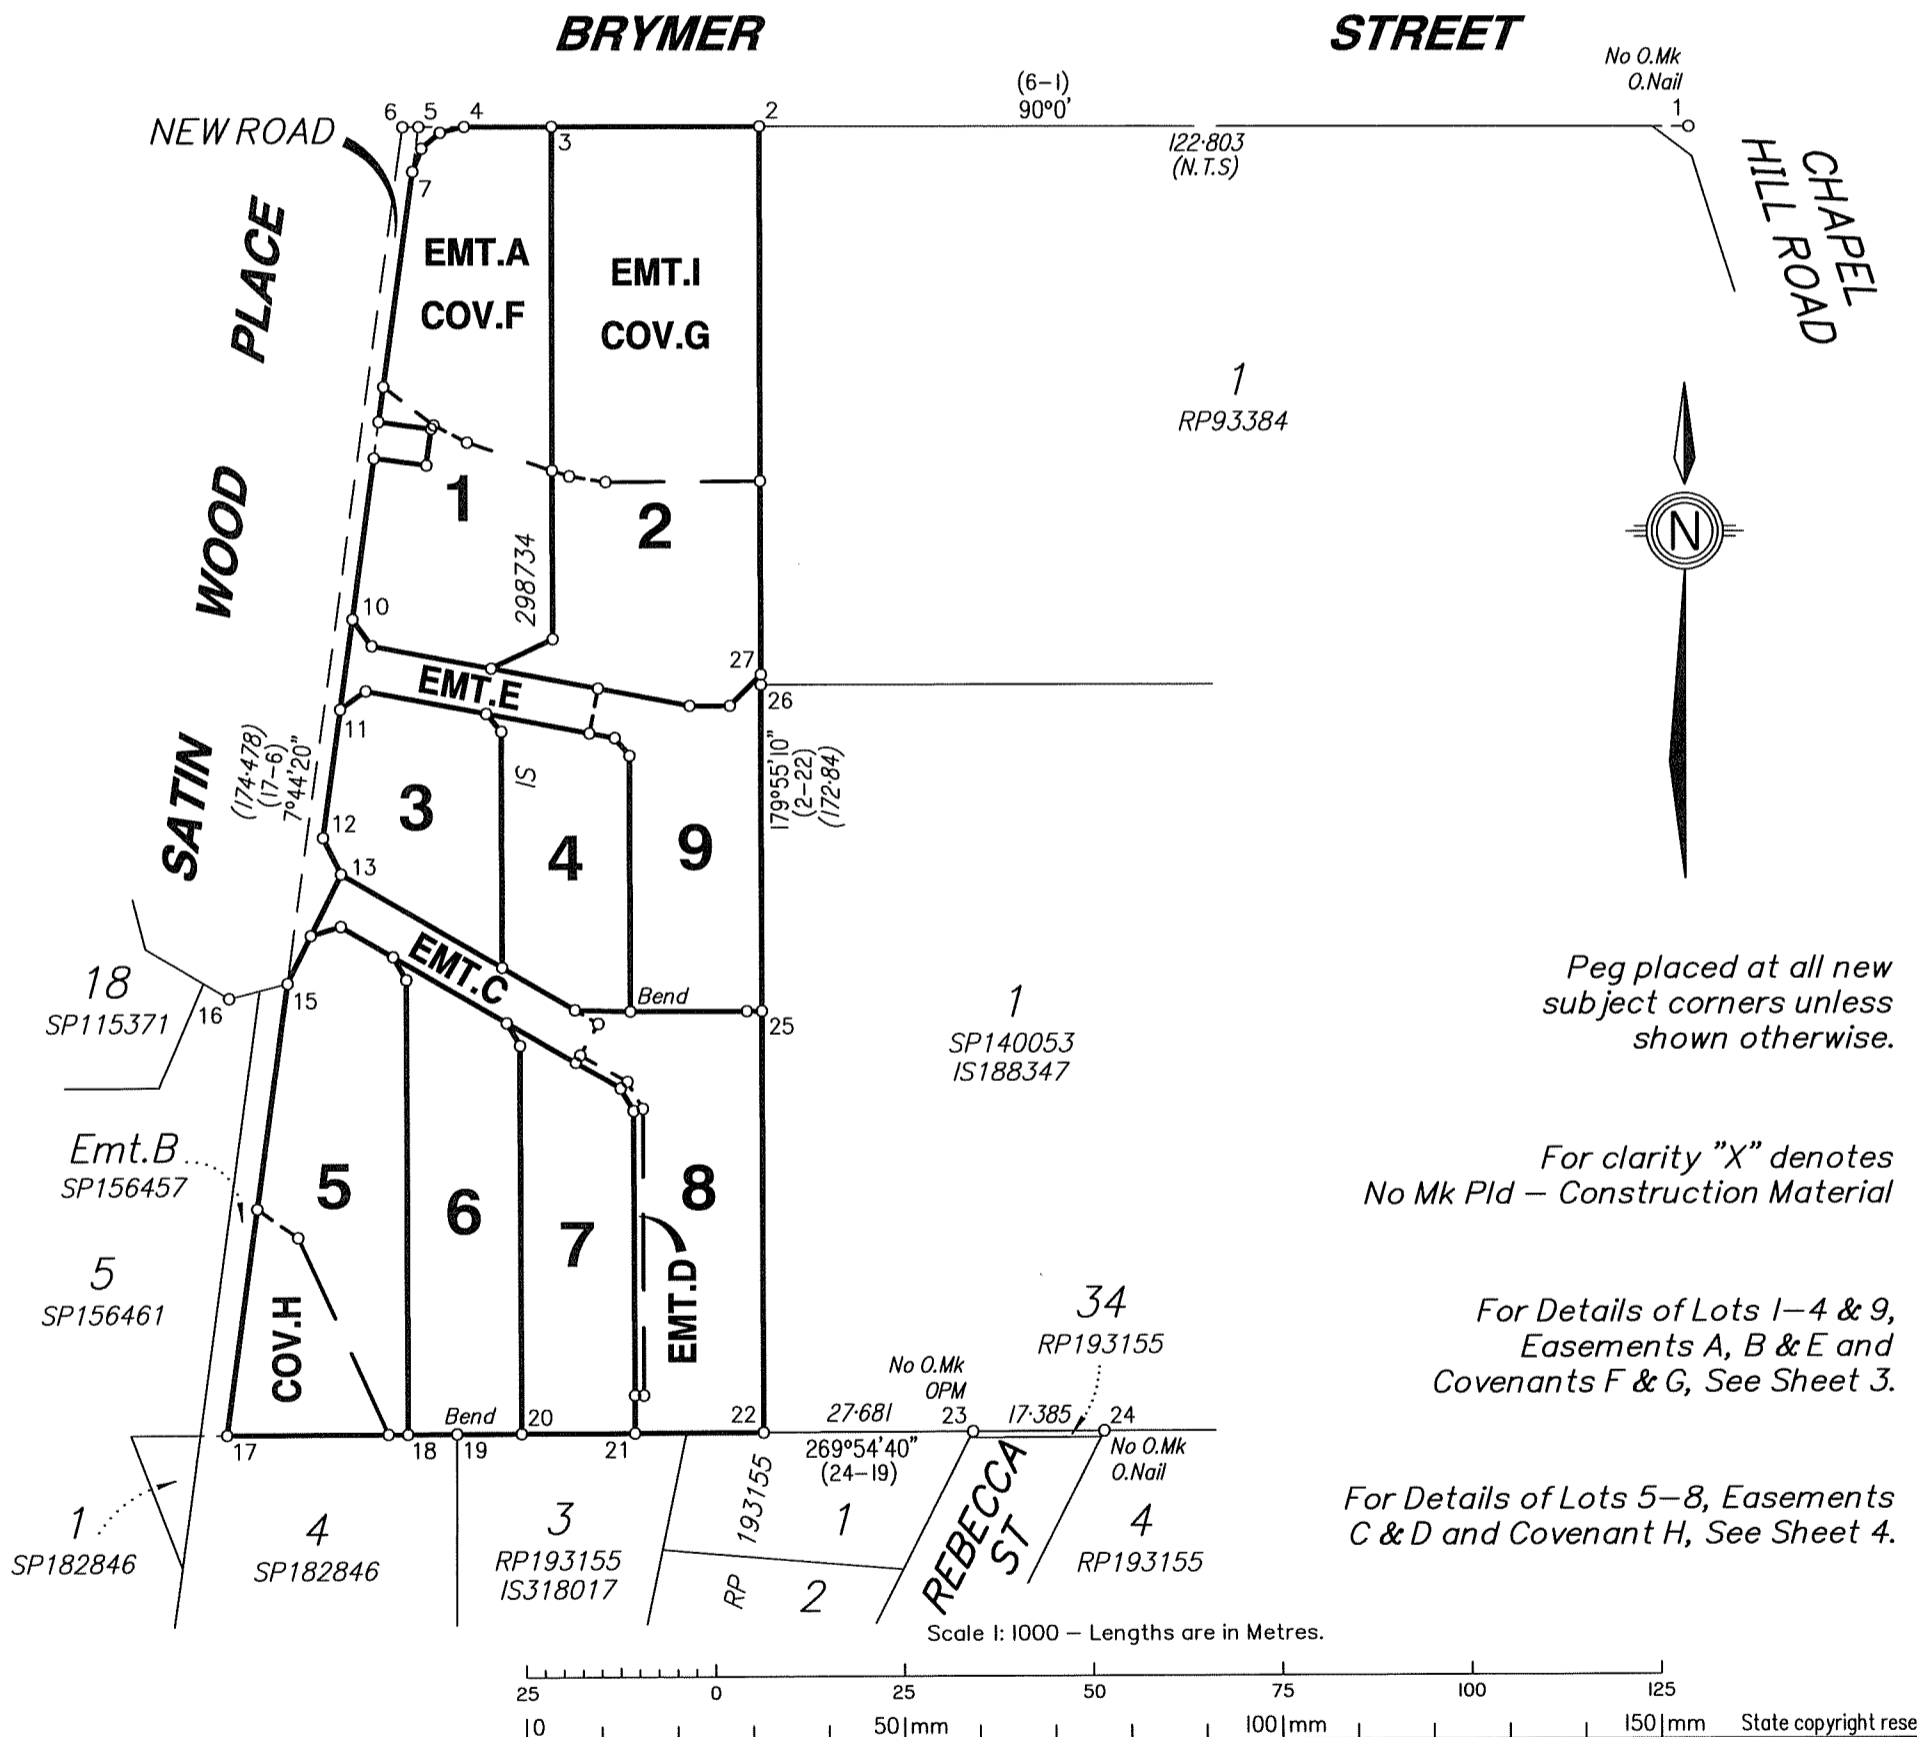 BRYMER STREET
No O.Mk
O.Nail
1
(6-1)
90°0'
2
122·803
(N.T.S)
6 5 4
3
NEW ROAD
7
CHAPEL
HILL ROAD
SATIN WOOD PLACE
EMT.A
COV.F
EMT.I
COV.G
1
RP93384
N
1
2
298734
10
27
EMT.E
26
11
(174·478)
(17-6)
7°44'20"
IS
179°55'10"
(2-22)
(172·84)
3
4
9
12
13
EMT.C
18
SP115371
16
15
Bend
25
1
SP140053
IS188347
Peg placed at all new
subject corners unless
shown otherwise.
Emt.B
SP156457
5
6
7
8
For clarity "X" denotes
No Mk Pld – Construction Material
5
SP156461
COV.H
EMT.D
34
RP193155
For Details of Lots 1-4 & 9,
Easements A, B & E and
Covenants F & G, See Sheet 3.
No O.Mk
OPM
17
18
Bend
19
20
21
22
27·681
23
17·385
24
269°54'40"
(24-19)
No O.Mk
O.Nail
REBECCA
ST
1
SP182846
4
SP182846
3
RP193155
IS318017
RP 193155
1
2
4
RP193155
For Details of Lots 5-8, Easements
C & D and Covenant H, See Sheet 4.
Scale 1: 1000 – Lengths are in Metres.
25 0 25 50 75 100 125
|0 50|mm 100|mm 150|mm State copyright rese